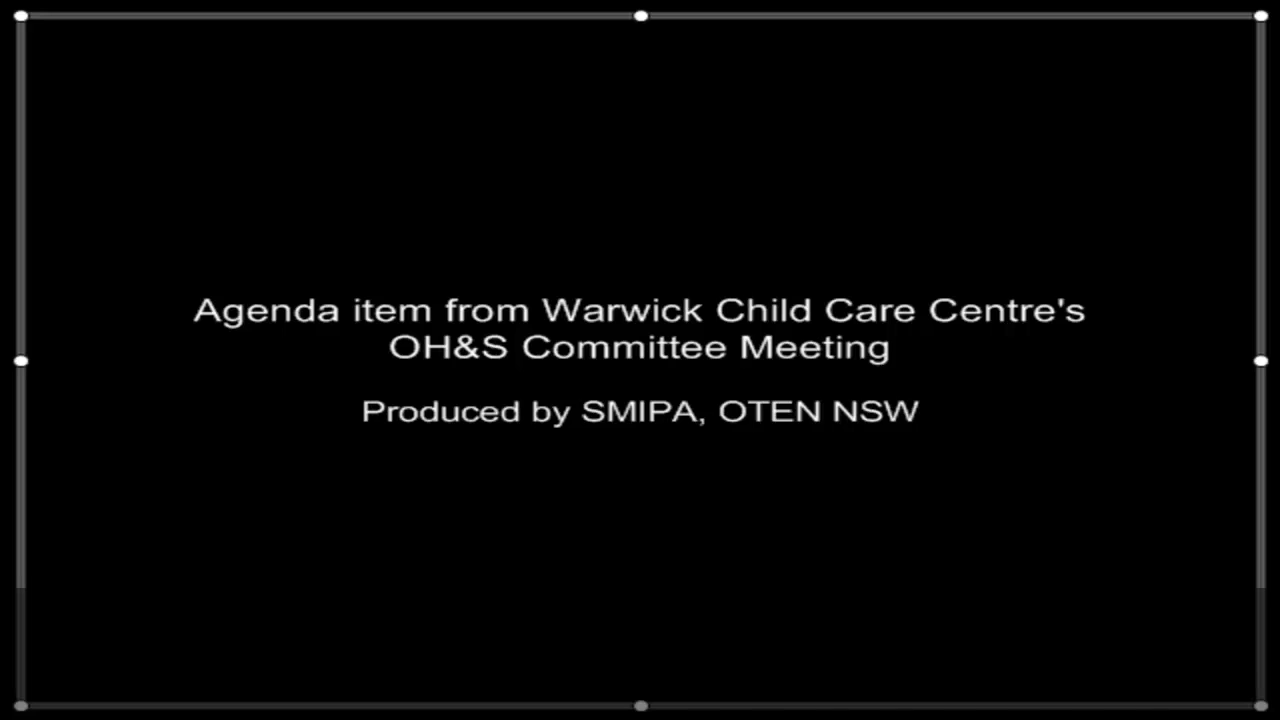 Agenda item from Warwick Child Care Centre's
OH&S Committee Meeting
Produced by SMIPA, OTEN NSW